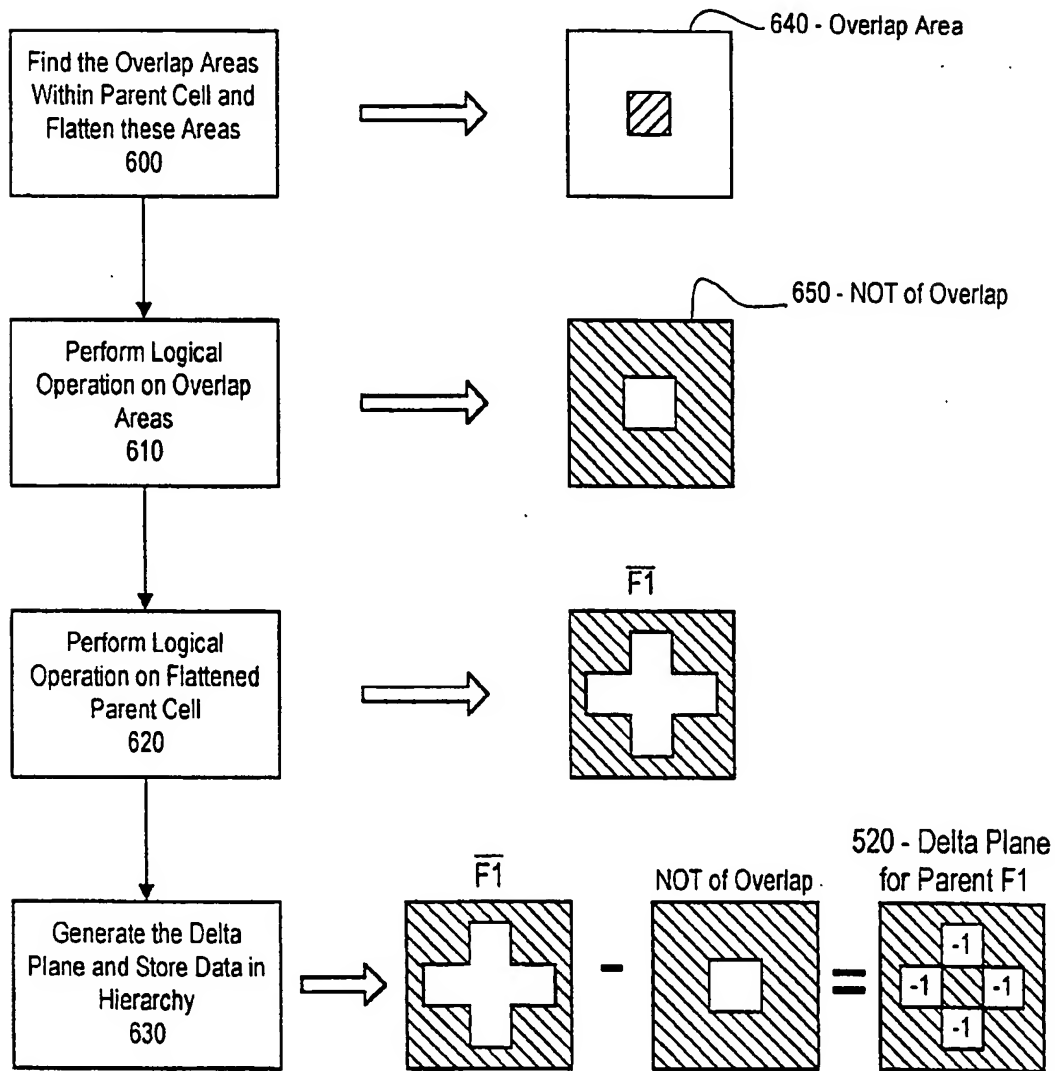 Find the Overlap Areas
Within Parent Cell and
Flatten these Areas
600
640 - Overlap Area
Perform Logical
Operation on Overlap
Areas
610
650 - NOT of Overlap
Perform Logical
Operation on Flattened
Parent Cell
620
F1
Generate the Delta
Plane and Store Data in
Hierarchy
630
F1
-
NOT of Overlap
=
520 - Delta Plane
for Parent F1
-1
-1
-1
-1